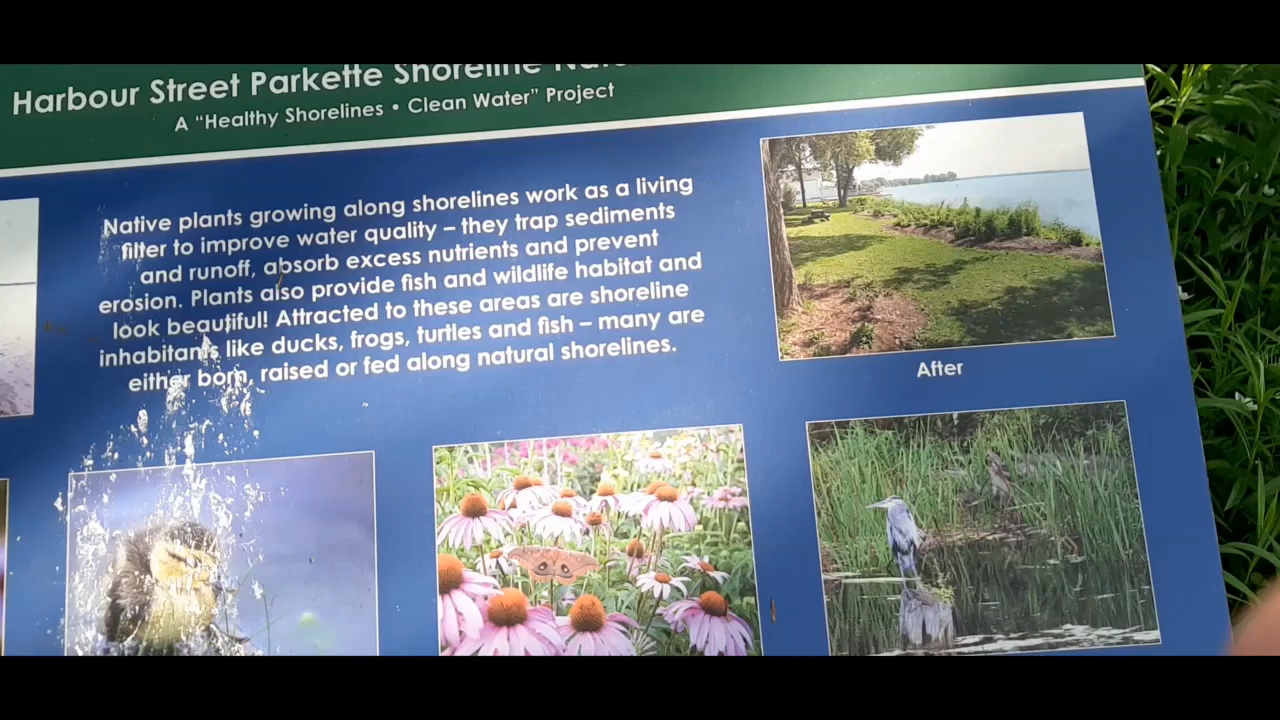 Harbour Street Parkette Shoreline
A “Healthy Shorelines • Clean Water” Project
Native plants growing along shorelines work as a living
filter to improve water quality – they trap sediments
and runoff, absorb excess nutrients and prevent
erosion. Plants also provide fish and wildlife habitat and
look beautiful! Attracted to these areas are shoreline
inhabitants like ducks, frogs, turtles and fish – many are
either born, raised or fed along natural shorelines.
After